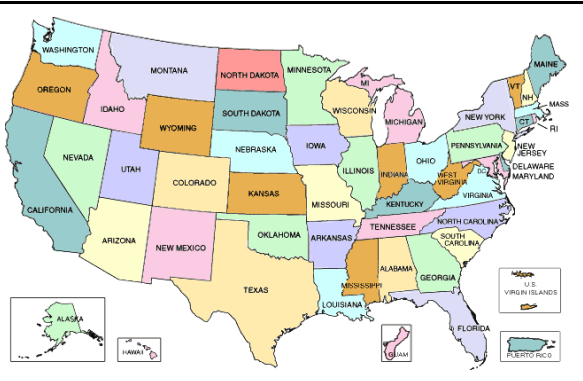 WASHINGTON
OREGON
CALIFORNIA
NEVADA
IDAHO
MONTANA
WYOMING
UTAH
ARIZONA
COLORADO
NEW MEXICO
NORTH DAKOTA
SOUTH DAKOTA
NEBRASKA
KANSAS
OKLAHOMA
TEXAS
MINNESOTA
IOWA
MISSOURI
ARKANSAS
LOUISIANA
WISCONSIN
ILLINOIS
MI
MICHIGAN
INDIANA
OHIO
KENTUCKY
TENNESSEE
MISSISSIPPI
ALABAMA
GEORGIA
FLORIDA
SOUTH
CAROLINA
NORTH CAROLINA
VIRGINIA
WEST
VIRGINIA
DC
PENNSYLVANIA
NEW YORK
VT
NH
MAINE
MASS
CT
RI
NEW
JERSEY
DELAWARE
MARYLAND
ALASKA
HAWAII
GUAM
U.S.
VIRGIN ISLANDS
PUERTO RICO